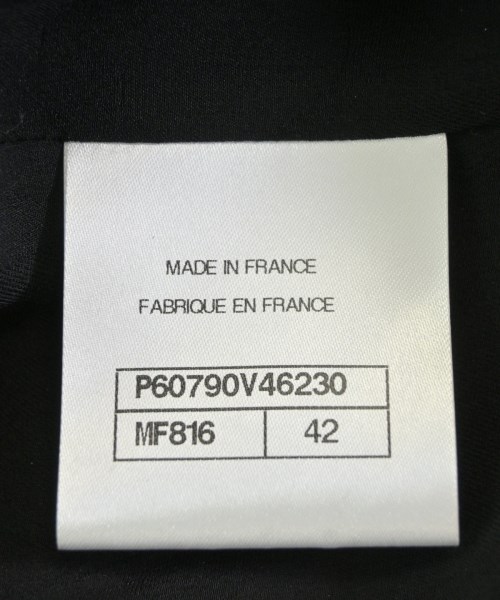 MADE IN FRANCE
FABRIQUE EN FRANCE
P60790V46230
MF816 42